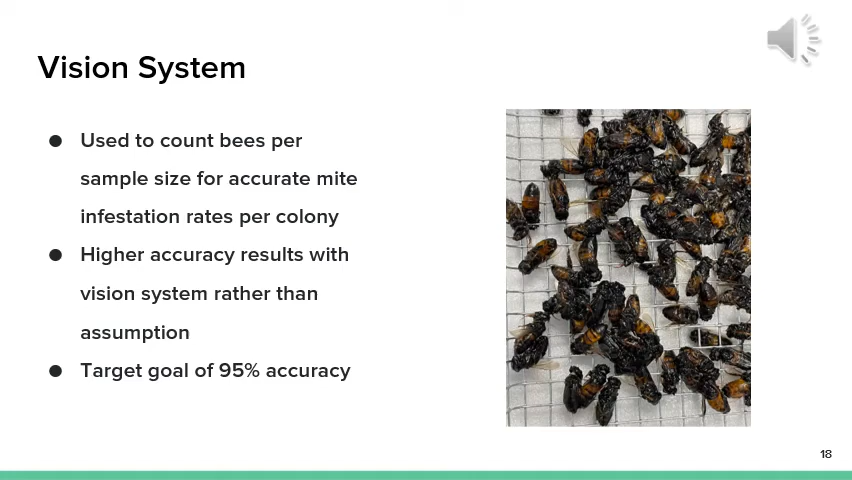 Vision System
● Used to count bees per
sample size for accurate mite
infestation rates per colony
● Higher accuracy results with
vision system rather than
assumption
● Target goal of 95% accuracy
18